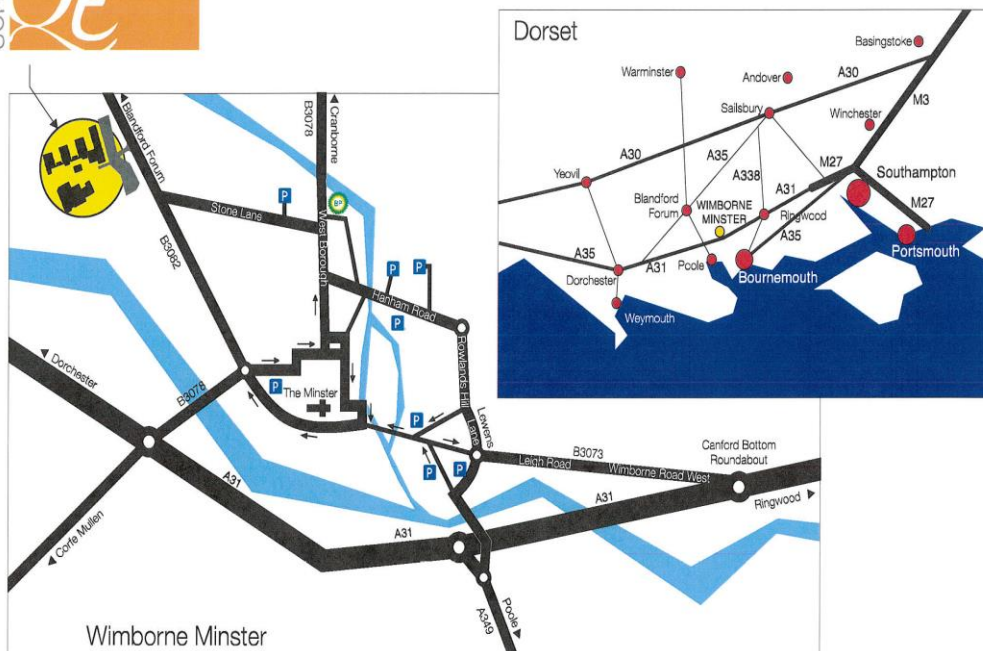 QE
Dorset
Basingstoke
Warminster
Andover
A30
Sailsbury
M3
Winchester
A30
A35
M27
Southampton
Yeovil
A338
A31
Blandford
Forum
WIMBORNE
MINSTER
Ringwood
M27
A35
A35
A31
Poole
Portsmouth
Dorchester
Bournemouth
Weymouth
Blandford Forum
B3078
Cranborne
P
BP
Stone Lane
West Borough
B3082
P
P
Hanham Road
P
Rowlands Hill
Dorchester
B3078
P
The Minster
P
Lewens
Lane
P
P
B3073
Leigh Road
Wimborne Road West
Canford Bottom
Roundabout
A31
A31
A31
Ringwood
Corfe Mullen
A349
Poole
Wimborne Minster